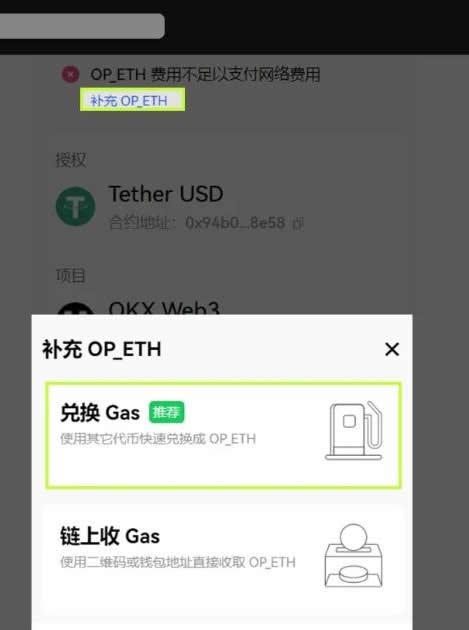 OP_ETH 费用不足以支付网络费用
补充 OP_ETH
授权
Tether USD
合约地址：0x94b0...8e58
项目
OKX Web3
补充 OP_ETH
兑换 Gas 推荐
使用其它代币快速兑换成 OP_ETH
链上收 Gas
使用二维码或钱包地址直接收取 OP_ETH